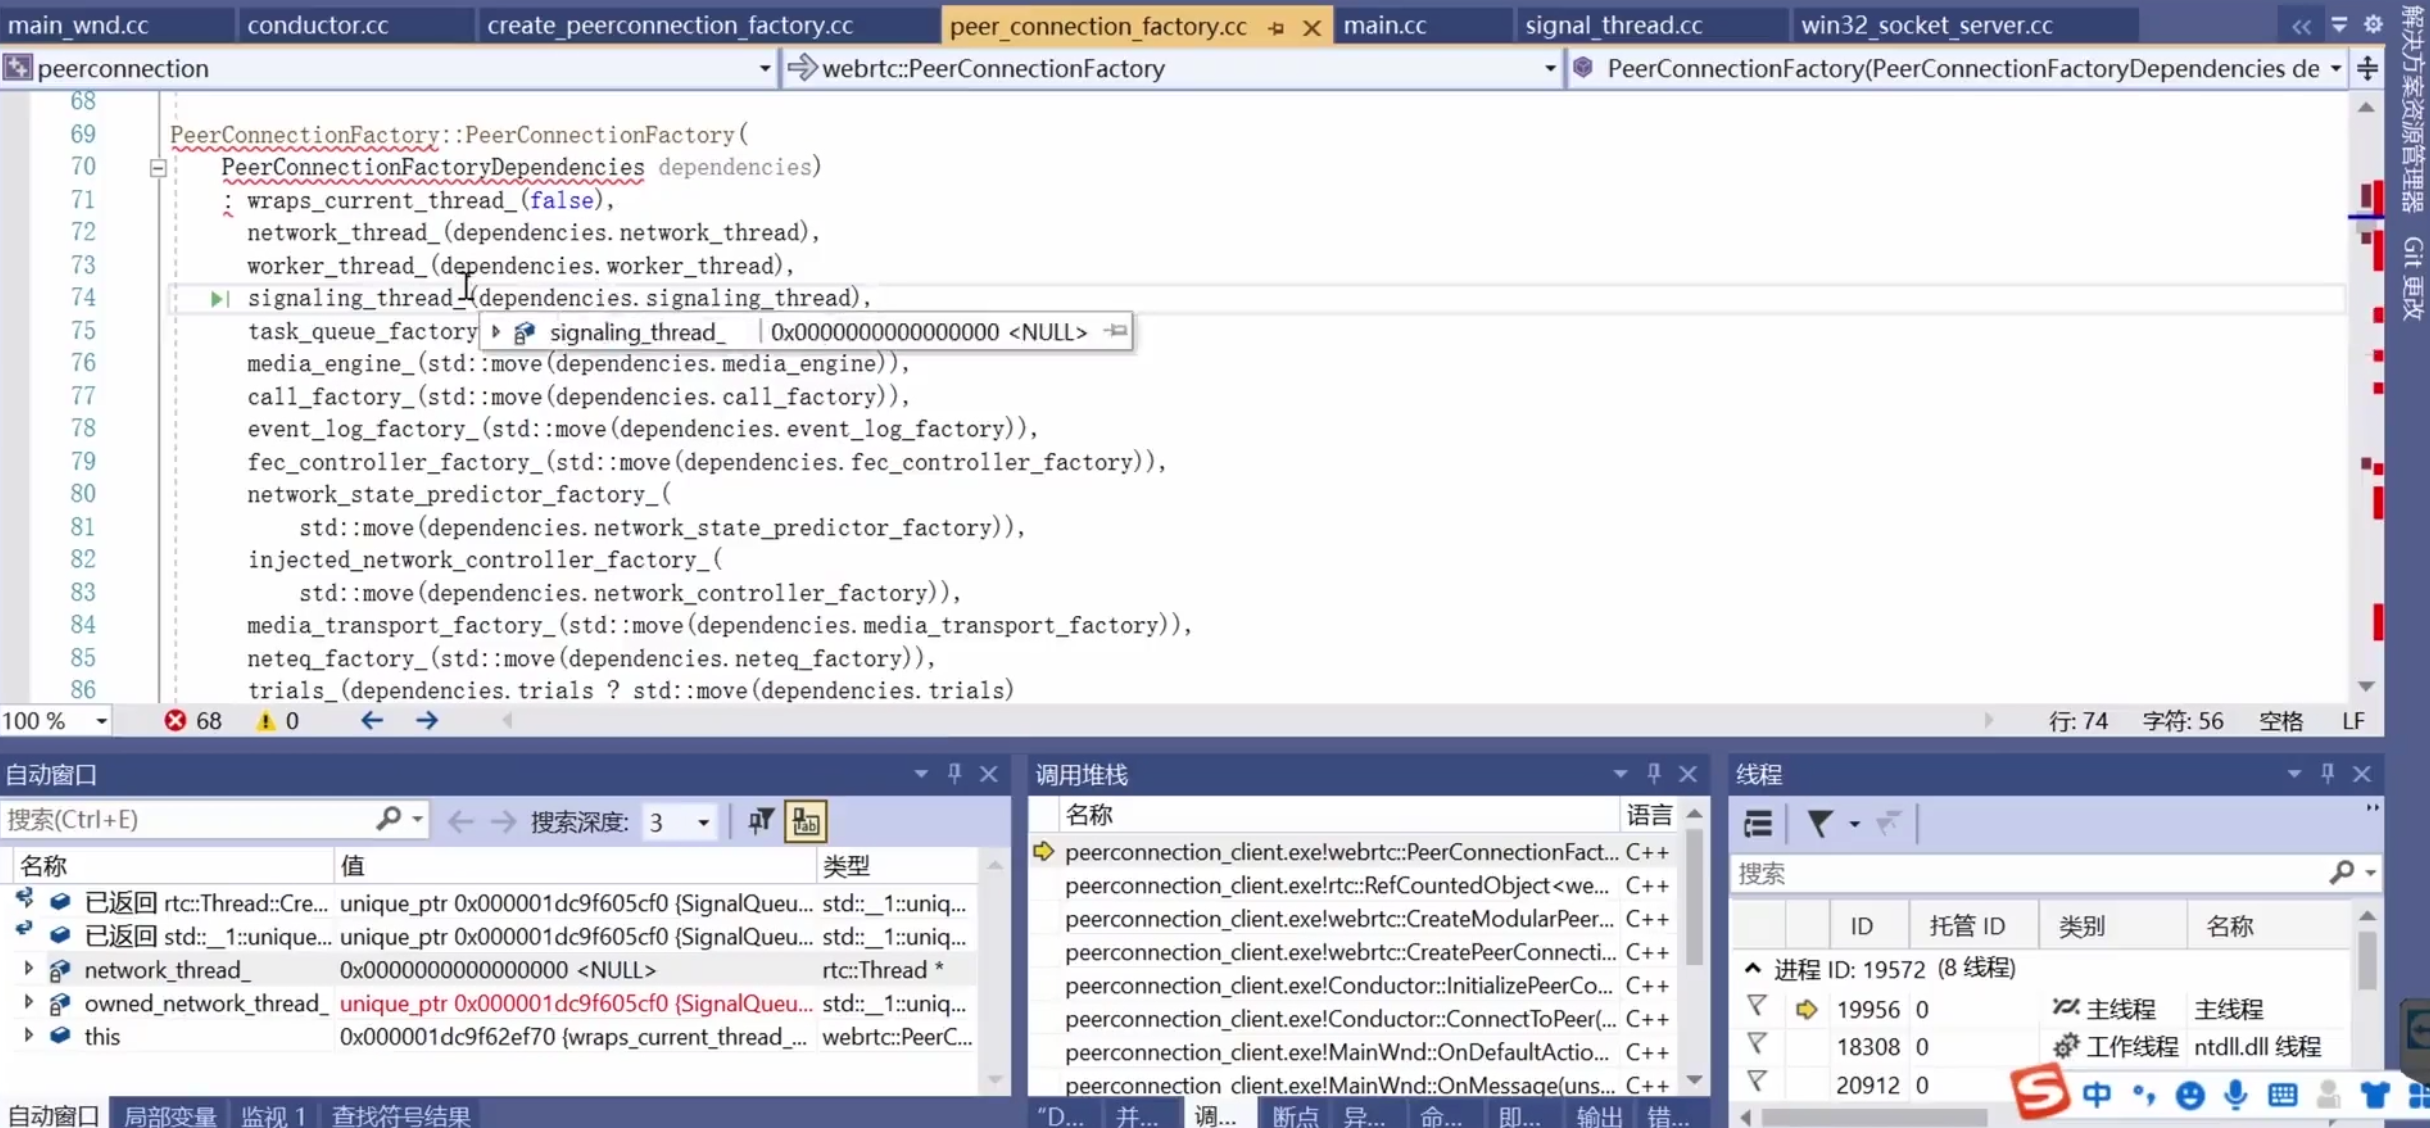 main_wnd.cc conductor.cc create_peerconnection_factory.cc peer_connection_factory.cc main.cc signal_thread.cc win32_socket_server.cc
peerconnection webrtc::PeerConnectionFactory PeerConnectionFactory(PeerConnectionFactoryDependencies de
68
69 PeerConnectionFactory::PeerConnectionFactory(
70 PeerConnectionFactoryDependencies dependencies)
71 : wraps_current_thread_(false),
72 network_thread_(dependencies.network_thread),
73 worker_thread_(dependencies.worker_thread),
74 signaling_thread_(dependencies.signaling_thread),
75 task_queue_factory
signaling_thread_ 0x0000000000000000 <NULL>
76 media_engine_(std::move(dependencies.media_engine)),
77 call_factory_(std::move(dependencies.call_factory)),
78 event_log_factory_(std::move(dependencies.event_log_factory)),
79 fec_controller_factory_(std::move(dependencies.fec_controller_factory)),
80 network_state_predictor_factory_(
81 std::move(dependencies.network_state_predictor_factory)),
82 injected_network_controller_factory_(
83 std::move(dependencies.network_controller_factory)),
84 media_transport_factory_(std::move(dependencies.media_transport_factory)),
85 neteq_factory_(std::move(dependencies.neteq_factory)),
86 trials_(dependencies.trials ? std::move(dependencies.trials)
100 % 68 0 行: 74 字符: 56 空格 LF
自动窗口
搜索(Ctrl+E) 搜索深度: 3
名称 值 类型
已返回 rtc::Thread::Cre... unique_ptr 0x000001dc9f605cf0 {SignalQueu... std::__1::uniq...
已返回 std::__1::unique... unique_ptr 0x000001dc9f605cf0 {SignalQueu... std::__1::uniq...
network_thread_ 0x0000000000000000 <NULL> rtc::Thread *
owned_network_thread_ unique_ptr 0x000001dc9f605cf0 {SignalQueu... std::__1::uniq...
this 0x000001dc9f62ef70 {wraps_current_thread_... webrtc::PeerC...
自动窗口 局部变量 监视 1 查找符号结果
调用堆栈
名称 语言
peerconnection_client.exe!webrtc::PeerConnectionFact... C++
peerconnection_client.exe!rtc::RefCountedObject<we... C++
peerconnection_client.exe!webrtc::CreateModularPeer... C++
peerconnection_client.exe!webrtc::CreatePeerConnecti... C++
peerconnection_client.exe!Conductor::InitializePeerCo... C++
peerconnection_client.exe!Conductor::ConnectToPeer(... C++
peerconnection_client.exe!MainWnd::OnDefaultActio... C++
peerconnection_client.exe!MainWnd::OnMessage(uns... C++
"D... 并... 调... 断点 异... 命... 即... 输出 错...
线程
搜索
ID 托管 ID 类别 名称
进程 ID: 19572 (8 线程)
19956 0 主线程 主线程
18308 0 工作线程 ntdll.dll 线程
20912 0
中
解决方案资源管理器
Git 更改